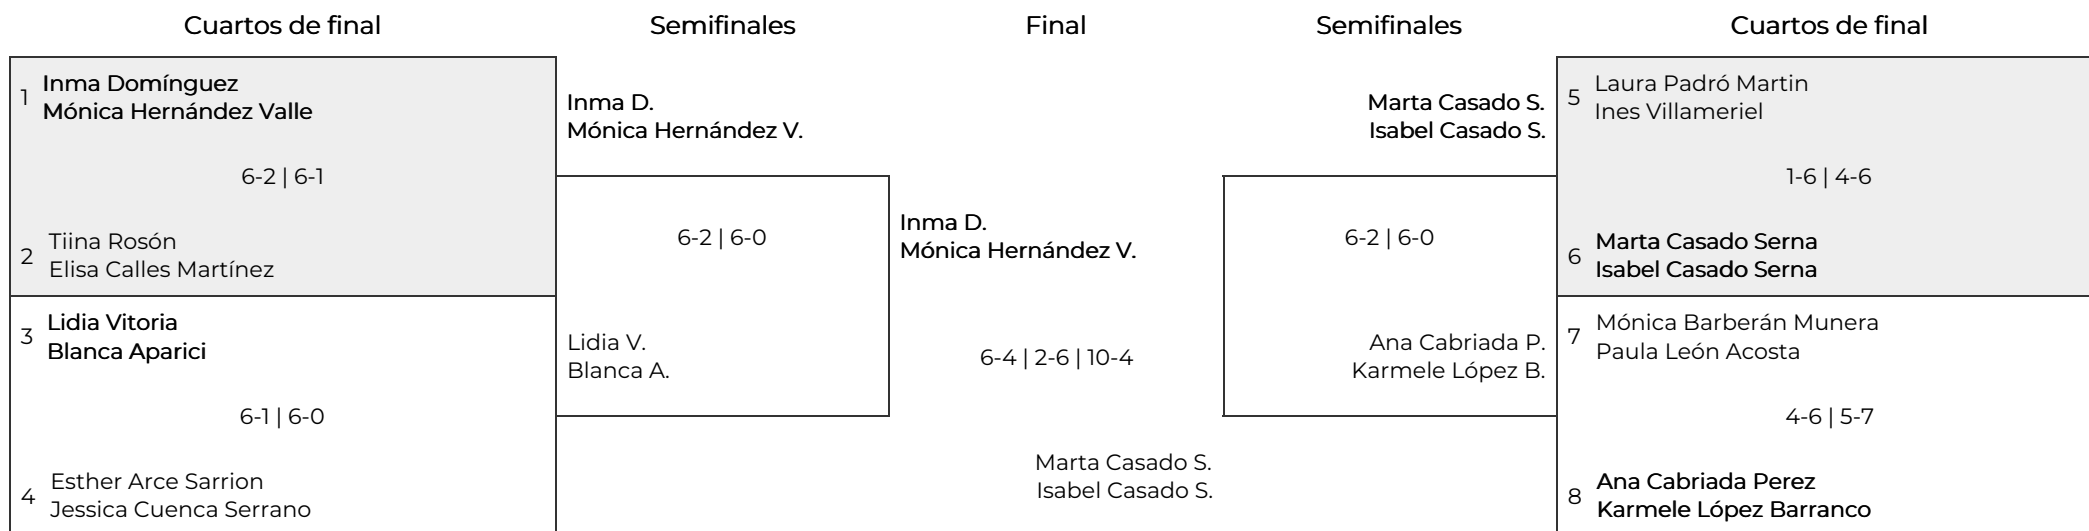 Cuartos de final
Semifinales
Final
Semifinales
Cuartos de final
1
Inma Domínguez
Mónica Hernández Valle
6-2 | 6-1
2
Tiina Rosón
Elisa Calles Martínez
3
Lidia Vitoria
Blanca Aparici
6-1 | 6-0
4
Esther Arce Sarrion
Jessica Cuenca Serrano
Inma D.
Mónica Hernández V.
6-2 | 6-0
Lidia V.
Blanca A.
Inma D.
Mónica Hernández V.
6-4 | 2-6 | 10-4
Marta Casado S.
Isabel Casado S.
Marta Casado S.
Isabel Casado S.
6-2 | 6-0
Ana Cabriada P.
Karmele López B.
5
Laura Padró Martin
Ines Villameriel
1-6 | 4-6
6
Marta Casado Serna
Isabel Casado Serna
7
Mónica Barberán Munera
Paula León Acosta
4-6 | 5-7
8
Ana Cabriada Perez
Karmele López Barranco